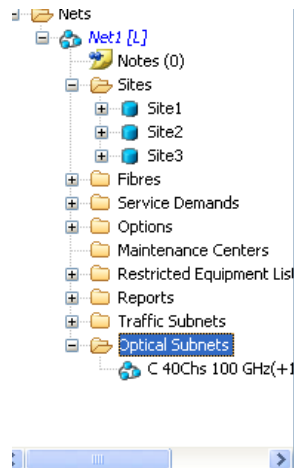 Nets
Net1 [L]
Notes (0)
Sites
Site1
Site2
Site3
Fibres
Service Demands
Options
Maintenance Centers
Restricted Equipment Lis
Reports
Traffic Subnets
Optical Subnets
C 40Chs 100 GHz(+1